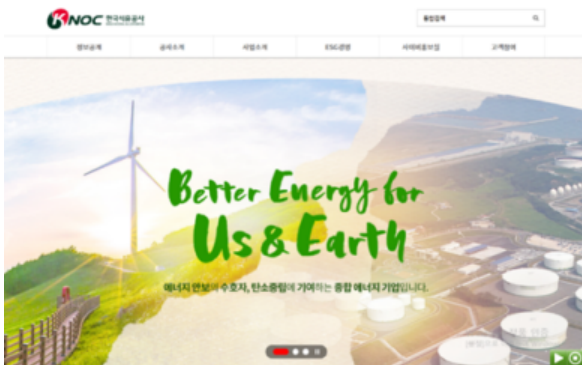 KNOC 한국석유공사
통합검색
정보공개 공사소개 사업소개 ESG경영 사이버홍보실 고객참여
Better Energy for
Us & Earth
에너지 안보의 수호자, 탄소중립에 기여하는 종합 에너지 기업입니다.